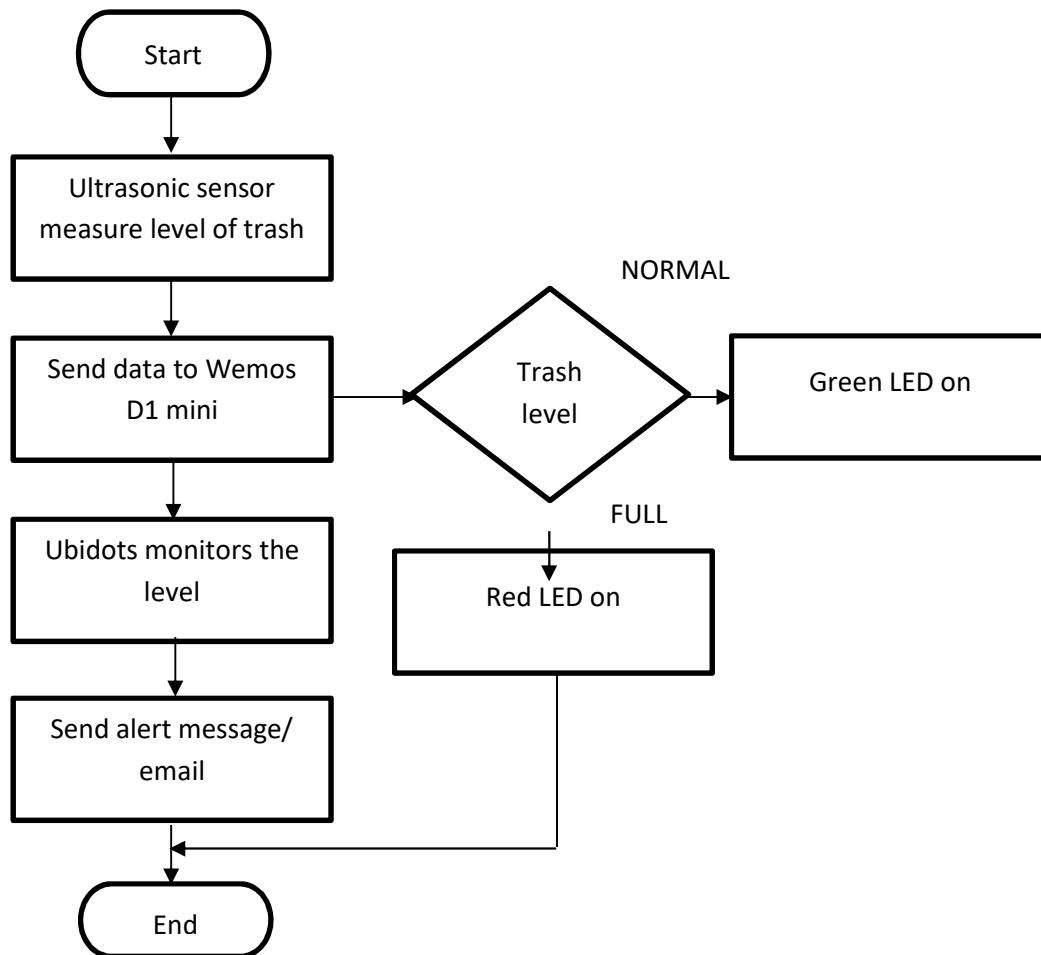 Start
Ultrasonic sensor
measure level of trash
NORMAL
Send data to Wemos
D1 mini
Trash
level
Green LED on
FULL
Ubidots monitors the
level
Red LED on
Send alert message/
email
End